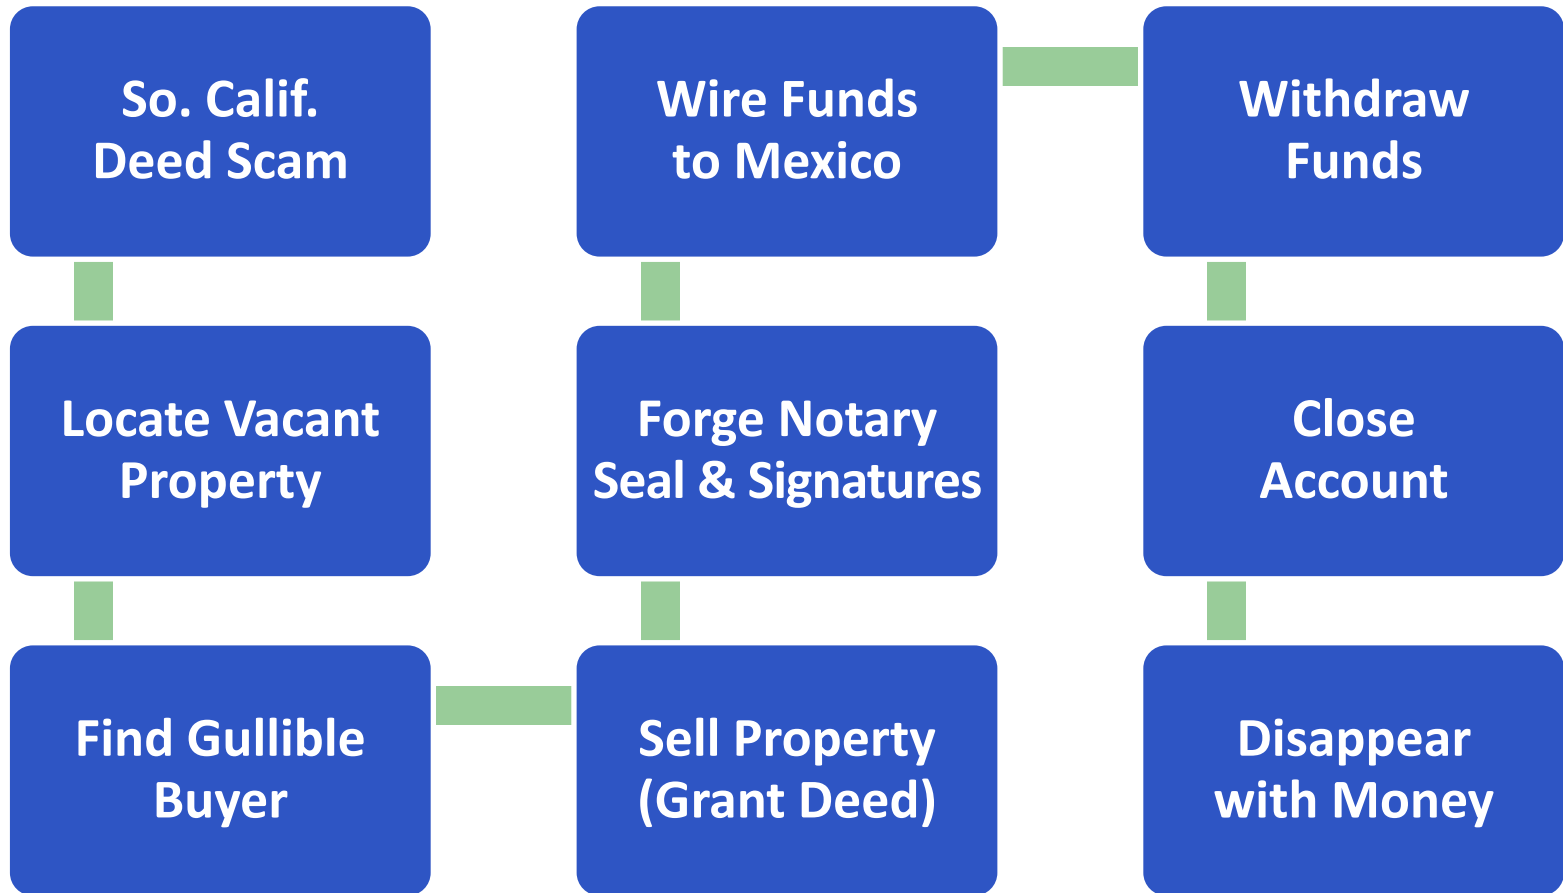 So. Calif.
Deed Scam
Locate Vacant
Property
Find Gullible
Buyer
Sell Property
(Grant Deed)
Forge Notary
Seal & Signatures
Wire Funds
to Mexico
Withdraw
Funds
Close
Account
Disappear
with Money